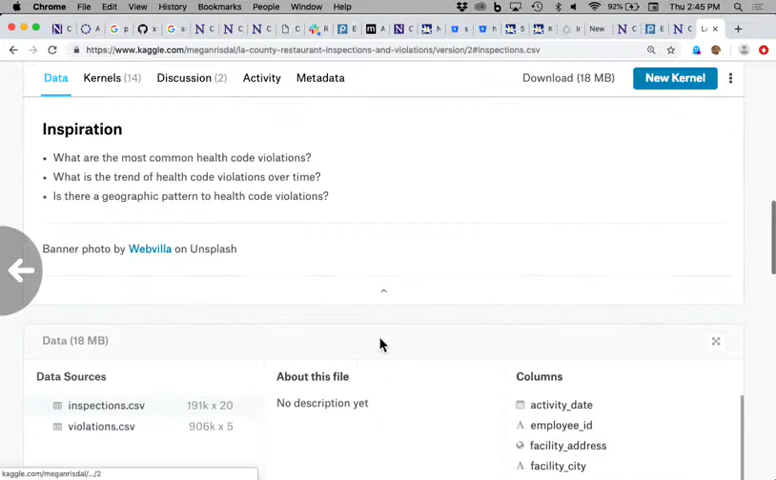 Chrome File Edit View History Bookmarks People Window Help 92% Thu 2:45 PM
https://www.kaggle.com/meganrisdal/la-county-restaurant-inspections-and-violations/version/2#inspections.csv
Data Kernels (14) Discussion (2) Activity Metadata Download (18 MB) New Kernel
Inspiration
• What are the most common health code violations?
• What is the trend of health code violations over time?
• Is there a geographic pattern to health code violations?
Banner photo by Webvilla on Unsplash
Data (18 MB)
Data Sources About this file Columns
inspections.csv 191k x 20 No description yet activity_date
violations.csv 906k x 5 A employee_id
facility_address
A facility_city
kaggle.com/meganrisdal/.../2